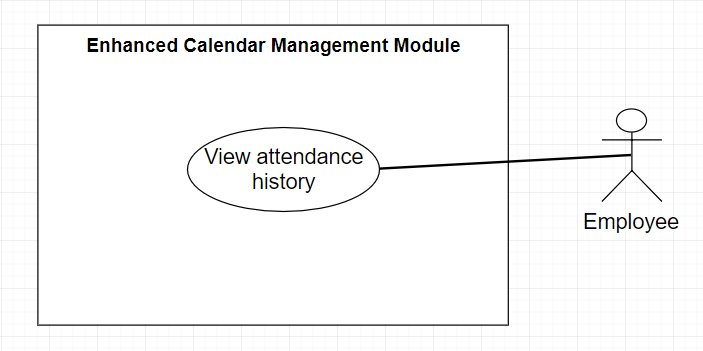 Enhanced Calendar Management Module
View attendance
history
Employee